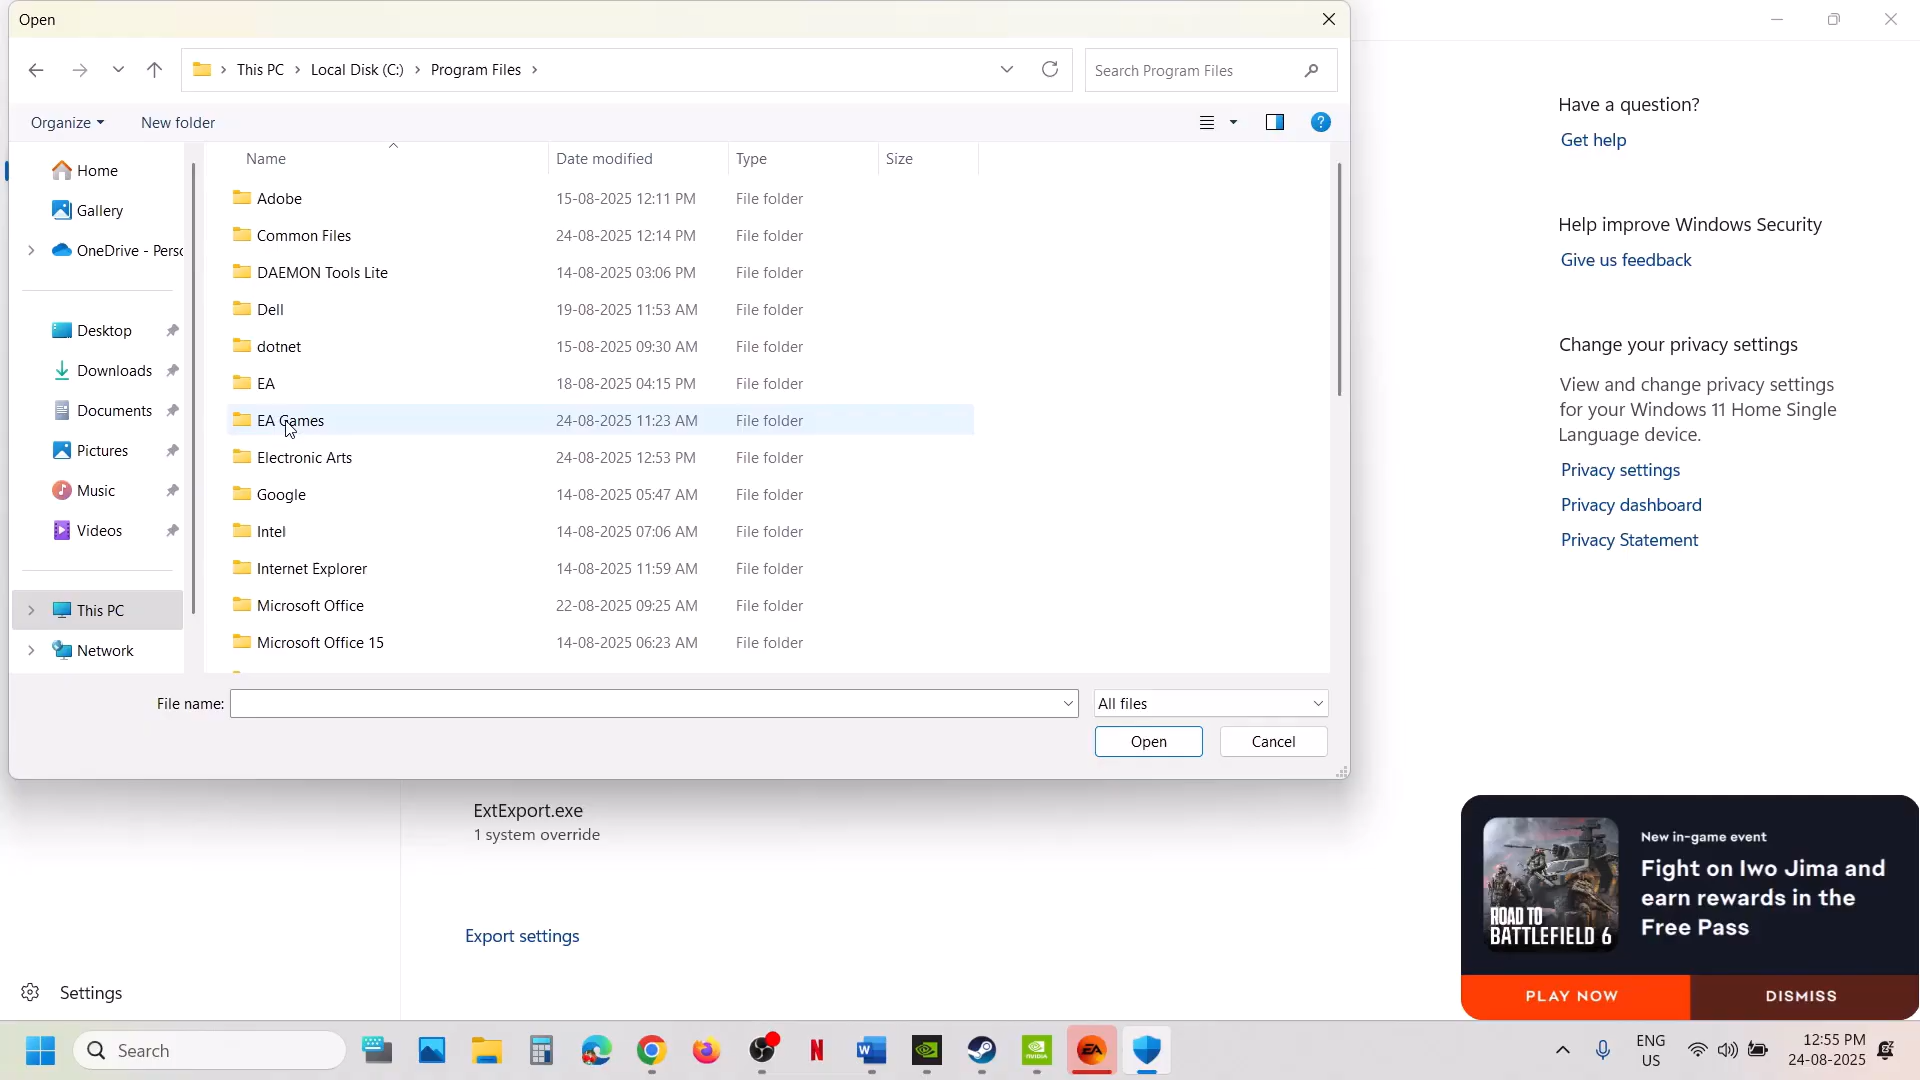 Open
This PC > Local Disk (C:) > Program Files >
Search Program Files
Organize
New folder
Name Date modified Type Size
Home
Gallery
OneDrive - Perso
Desktop
Downloads
Documents
Pictures
Music
Videos
This PC
Network
Adobe 15-08-2025 12:11 PM File folder
Common Files 24-08-2025 12:14 PM File folder
DAEMON Tools Lite 14-08-2025 03:06 PM File folder
Dell 19-08-2025 11:53 AM File folder
dotnet 15-08-2025 09:30 AM File folder
EA 18-08-2025 04:15 PM File folder
EA Games 24-08-2025 11:23 AM File folder
Electronic Arts 24-08-2025 12:53 PM File folder
Google 14-08-2025 05:47 AM File folder
Intel 14-08-2025 07:06 AM File folder
Internet Explorer 14-08-2025 11:59 AM File folder
Microsoft Office 22-08-2025 09:25 AM File folder
Microsoft Office 15 14-08-2025 06:23 AM File folder
File name:
All files
Open
Cancel
Have a question?
Get help
Help improve Windows Security
Give us feedback
Change your privacy settings
View and change privacy settings
for your Windows 11 Home Single
Language device.
Privacy settings
Privacy dashboard
Privacy Statement
ExtExport.exe
1 system override
Export settings
Settings
New in-game event
Fight on Iwo Jima and
earn rewards in the
Free Pass
ROAD TO
BATTLEFIELD 6
PLAY NOW
DISMISS
Search
ENG
US
12:55 PM
24-08-2025